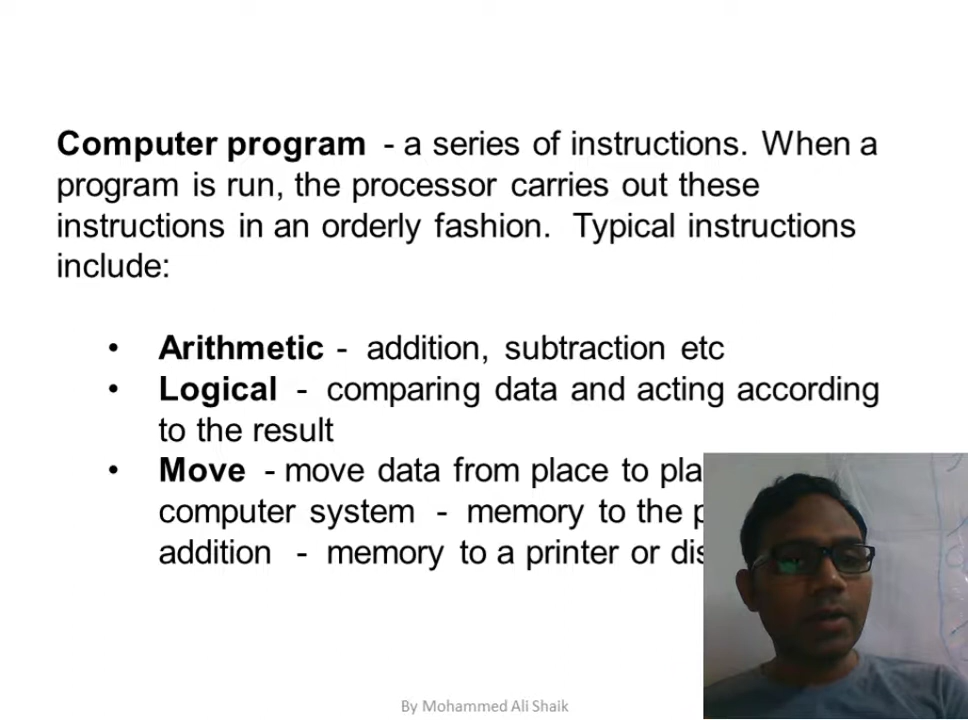 Computer program - a series of instructions. When a
program is run, the processor carries out these
instructions in an orderly fashion. Typical instructions
include:
• Arithmetic - addition, subtraction etc
• Logical - comparing data and acting according
to the result
• Move - move data from place to
computer system - memory to the
addition - memory to a printer or
By Mohammed Ali Shaik